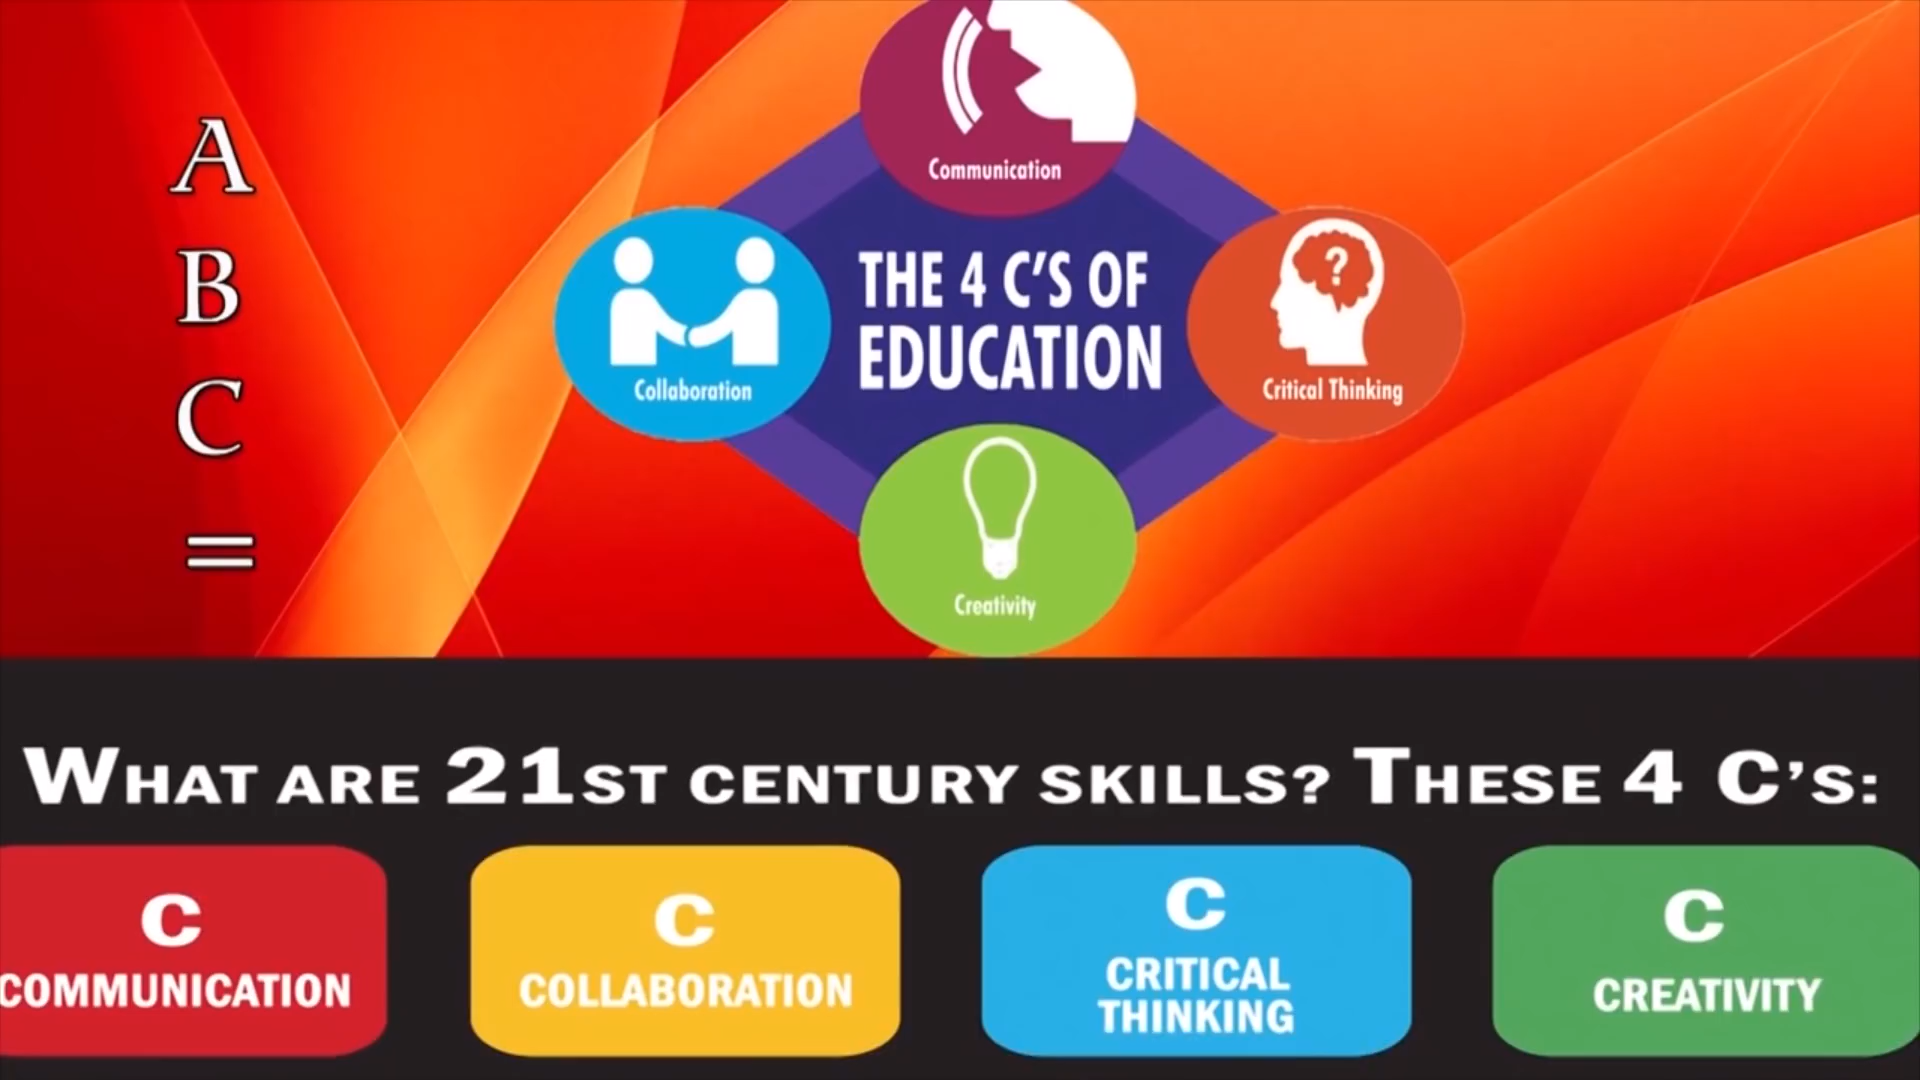 A
B
C
=
Communication
Collaboration
THE 4 C'S OF
EDUCATION
?
Critical Thinking
Creativity
WHAT ARE 21ST CENTURY SKILLS? THESE 4 C'S:
C
COMMUNICATION
C
COLLABORATION
C
CRITICAL
THINKING
C
CREATIVITY